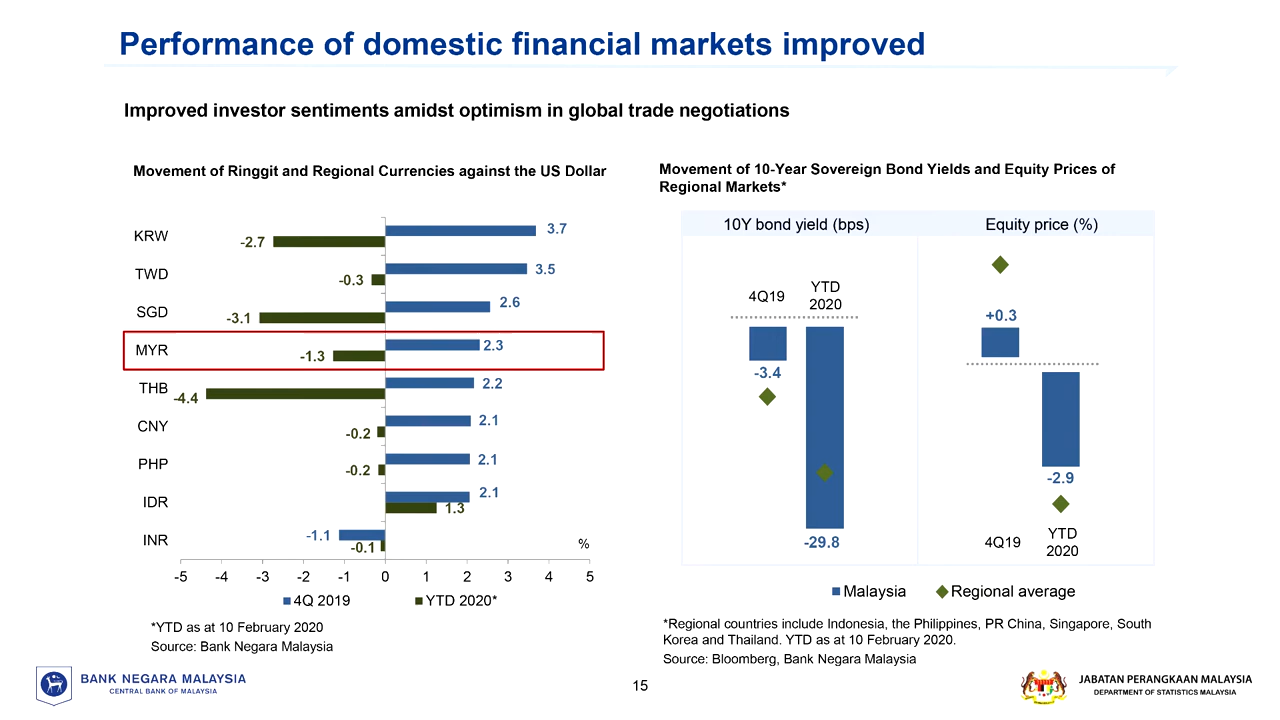 Performance of domestic financial markets improved
Improved investor sentiments amidst optimism in global trade negotiations
Movement of Ringgit and Regional Currencies against the US Dollar
KRW
3.7
-2.7
TWD
3.5
-0.3
SGD
2.6
-3.1
MYR
2.3
-1.3
THB
2.2
-4.4
CNY
2.1
-0.2
PHP
2.1
-0.2
IDR
2.1
1.3
INR
-1.1
-0.1
%
-5 -4 -3 -2 -1 0 1 2 3 4 5
4Q 2019 YTD 2020*
*YTD as at 10 February 2020
Source: Bank Negara Malaysia
Movement of 10-Year Sovereign Bond Yields and Equity Prices of
Regional Markets*
10Y bond yield (bps) Equity price (%)
4Q19
YTD
2020
-3.4
-29.8
+0.3
-2.9
4Q19
YTD
2020
Malaysia Regional average
*Regional countries include Indonesia, the Philippines, PR China, Singapore, South
Korea and Thailand. YTD as at 10 February 2020.
Source: Bloomberg, Bank Negara Malaysia
BANK NEGARA MALAYSIA
CENTRAL BANK OF MALAYSIA
15
JABATAN PERANGKAAN MALAYSIA
DEPARTMENT OF STATISTICS MALAYSIA